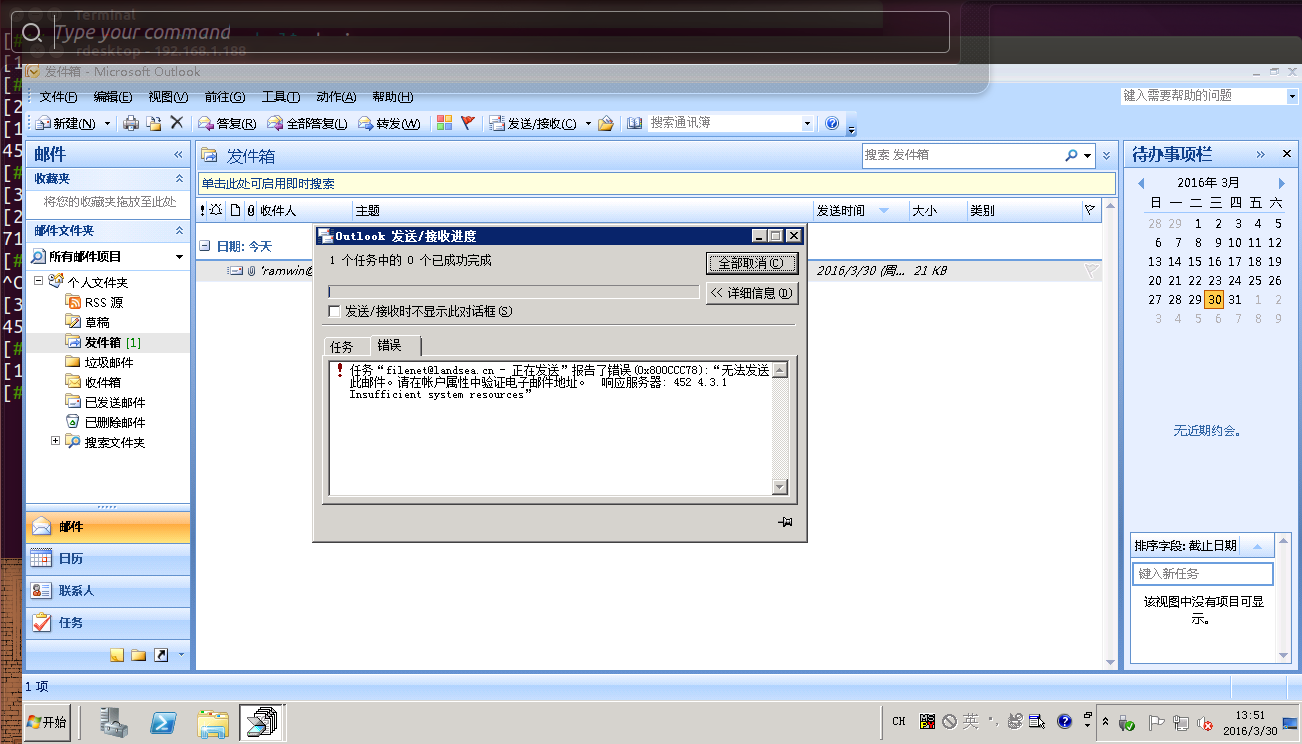 Terminal
Type your command
rdesktop - 192.168.1.188
发件箱 - Microsoft Outlook
文件(F) 编辑(E) 视图(V) 前往(G) 工具(T) 动作(A) 帮助(H)
键入需要帮助的问题
新建(N) 答复(R) 全部答复(L) 转发(W) 发送/接收(C) 搜索通讯簿
邮件 «
收藏夹
将您的收藏夹拖放至此处
邮件文件夹
所有邮件项目
个人文件夹
RSS 源
草稿
发件箱 [1]
垃圾邮件
收件箱
已发送邮件
已删除邮件
搜索文件夹
邮件
日历
联系人
任务
发件箱
搜索 发件箱
单击此处可启用即时搜索
收件人 主题 发送时间 大小 类别
日期: 今天
'ramwin@ 2016/3/30 (周... 21 KB
Outlook 发送/接收进度
1 个任务中的 0 个已成功完成
全部取消(C)
<< 详细信息(D)
发送/接收时不显示此对话框(S)
任务 错误
任务“filenet@landsea.cn - 正在发送”报告了错误(0x800CCC78):“无法发送
此邮件。请在帐户属性中验证电子邮件地址。 响应服务器: 452 4.3.1
Insufficient system resources”
待办事项栏 »
2016年 3月
日 一 二 三 四 五 六
28 29 1 2 3 4 5
6 7 8 9 10 11 12
13 14 15 16 17 18 19
20 21 22 23 24 25 26
27 28 29 30 31 1 2
3 4 5 6 7 8 9
无近期约会。
排序字段: 截止日期
键入新任务
该视图中没有项目可显
示。
1 项
开始
CH
英
13:51
2016/3/30